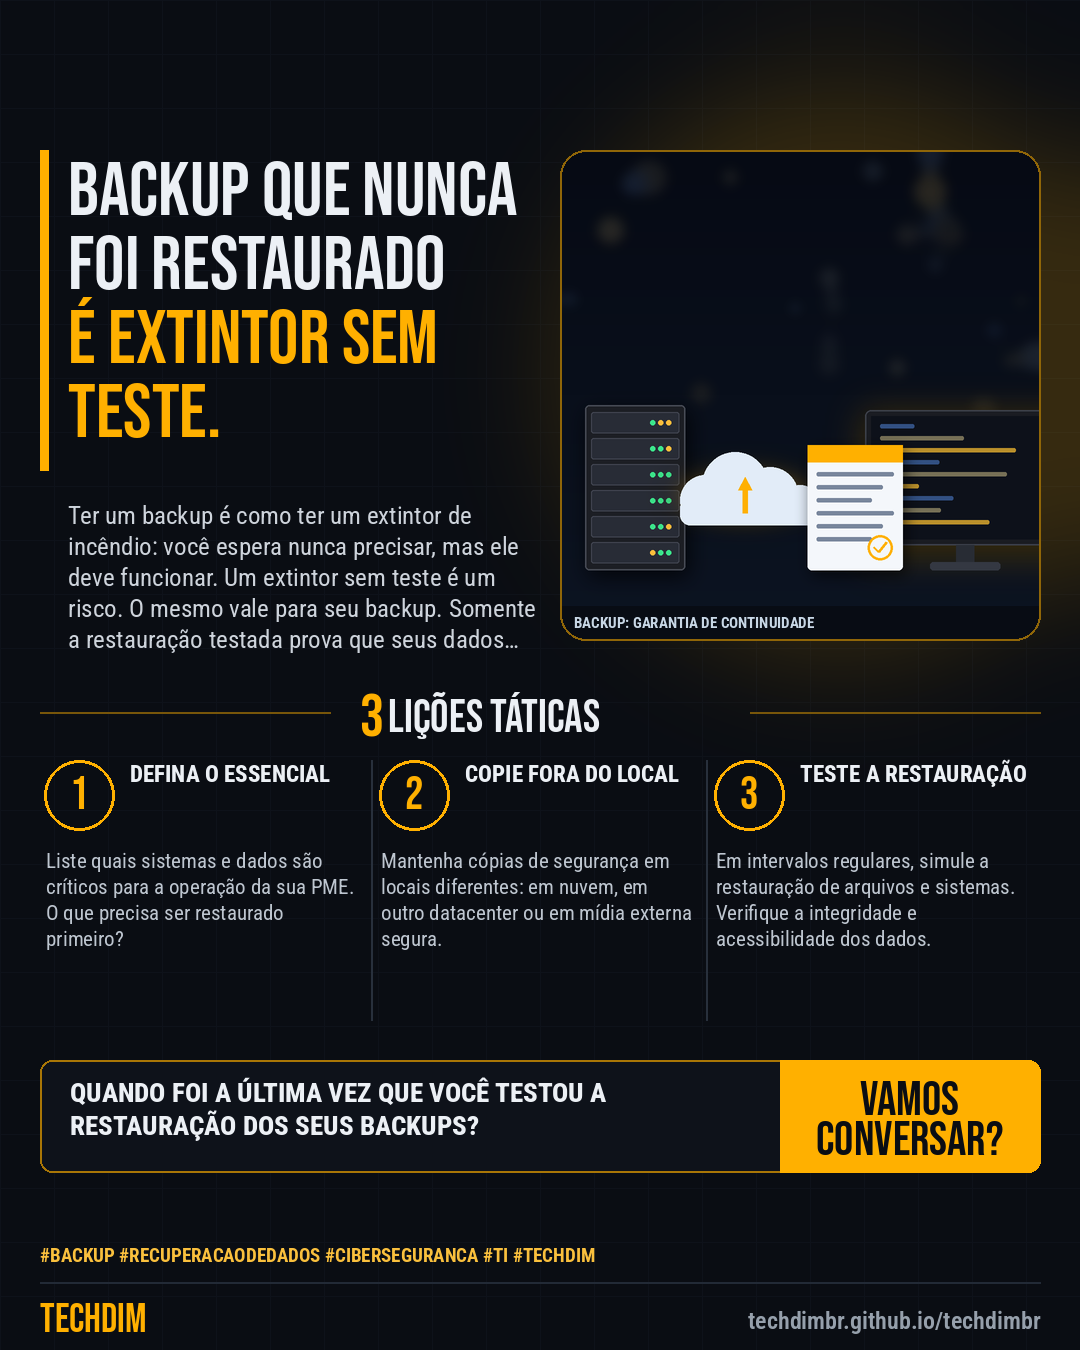 BACKUP QUE NUNCA
FOI RESTAURADO
É EXTINTOR SEM
TESTE.
Ter um backup é como ter um extintor de
incêndio: você espera nunca precisar, mas ele
deve funcionar. Um extintor sem teste é um
risco. O mesmo vale para seu backup. Somente
a restauração testada prova que seus dados…
BACKUP: GARANTIA DE CONTINUIDADE
3 LIÇÕES TÁTICAS
1
DEFINA O ESSENCIAL
Liste quais sistemas e dados são
críticos para a operação da sua PME.
O que precisa ser restaurado
primeiro?
2
COPIE FORA DO LOCAL
Mantenha cópias de segurança em
locais diferentes: em nuvem, em
outro datacenter ou em mídia externa
segura.
3
TESTE A RESTAURAÇÃO
Em intervalos regulares, simule a
restauração de arquivos e sistemas.
Verifique a integridade e
acessibilidade dos dados.
QUANDO FOI A ÚLTIMA VEZ QUE VOCÊ TESTOU A
RESTAURAÇÃO DOS SEUS BACKUPS?
VAMOS
CONVERSAR?
#BACKUP #RECUPERACAODEDADOS #CIBERSEGURANCA #TI #TECHDIM
TECHDIM
techdimbr.github.io/techdimbr